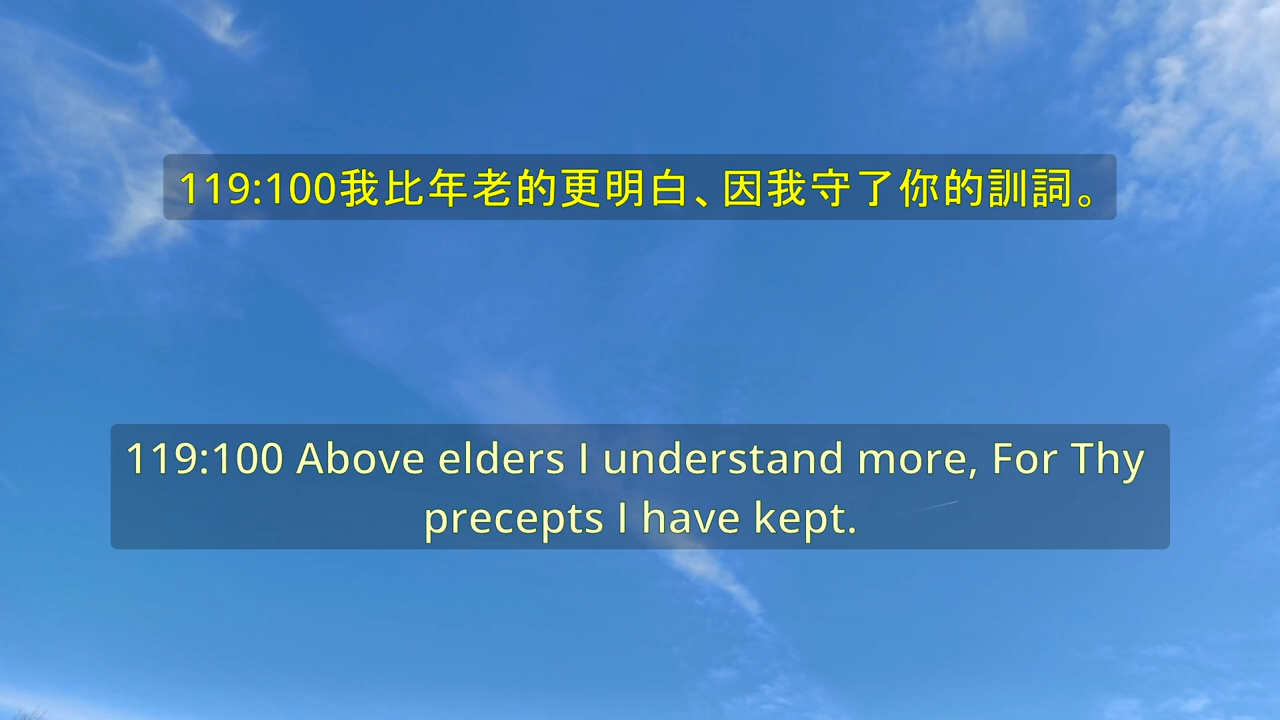 119:100我比年老的更明白、因我守了你的訓詞。
119:100 Above elders I understand more, For Thy
precepts I have kept.